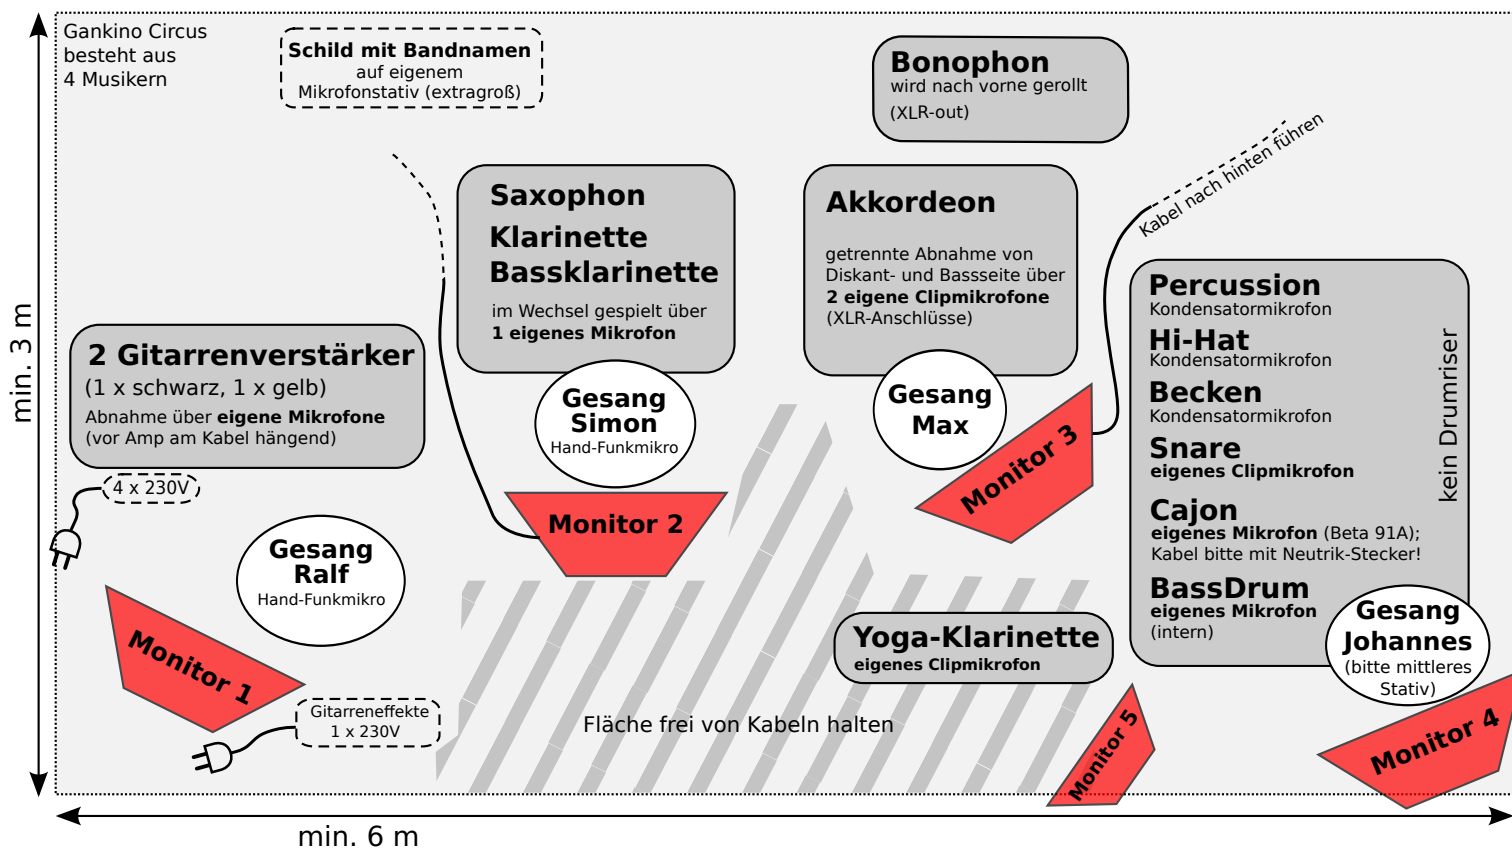 Gankino Circus
besteht aus
4 Musikern
Schild mit Bandnamen
auf eigenem
Mikrofonstativ (extragroß)
Bonophon
wird nach vorne gerollt
(XLR-out)
Kabel nach hinten führen
Saxophon
Klarinette
Bassklarinette
im Wechsel gespielt über
1 eigenes Mikrofon
Akkordeon
getrennte Abnahme von
Diskant- und Bassseite über
2 eigene Clipmikrofone
(XLR-Anschlüsse)
Percussion
Kondensatormikrofon
Hi-Hat
Kondensatormikrofon
Becken
Kondensatormikrofon
Snare
eigenes Clipmikrofon
Cajon
eigenes Mikrofon (Beta 91A);
Kabel bitte mit Neutrik-Stecker!
BassDrum
eigenes Mikrofon
(intern)
kein Drumriser
min. 3 m
2 Gitarrenverstärker
(1 x schwarz, 1 x gelb)
Abnahme über eigene Mikrofone
(vor Amp am Kabel hängend)
4 x 230V
Gesang
Simon
Hand-Funkmikro
Gesang
Max
Monitor 2
Monitor 3
Gesang
Ralf
Hand-Funkmikro
Monitor 1
Gitarreneffekte
1 x 230V
Yoga-Klarinette
eigenes Clipmikrofon
Gesang
Johannes
(bitte mittleres
Stativ)
Fläche frei von Kabeln halten
Monitor 5
Monitor 4
min. 6 m